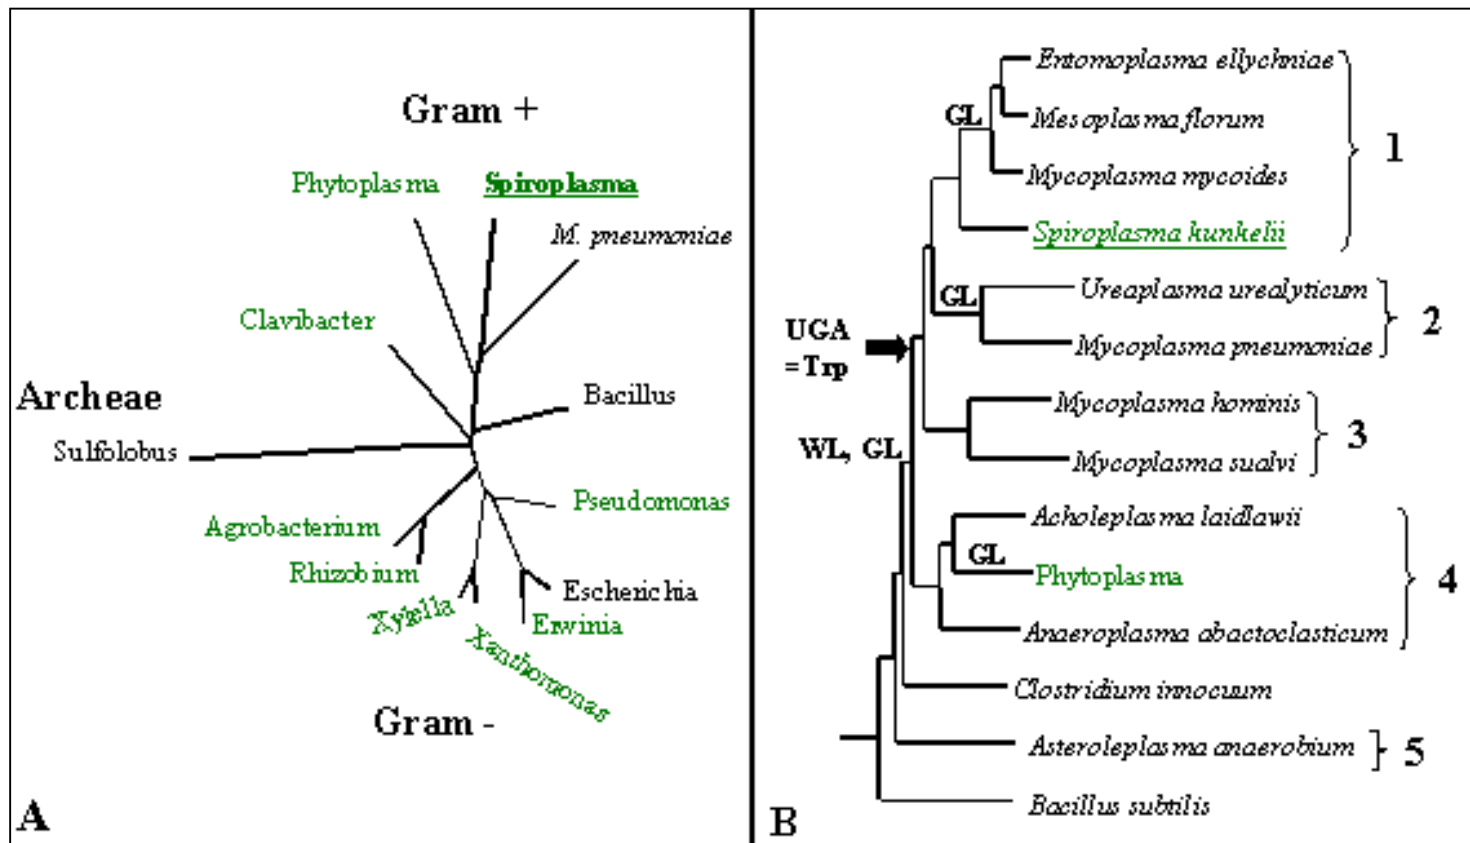 Gram +
Phytoplasma
Spiroplasma
M. pneumoniae
Clavibacter
Archeae
Bacillus
Sulfolobus
Pseudomonas
Agrobacterium
Rhizobium
Escherichia
Xylella
Erwinia
Xanthomonas
Gram -
A
Entomoplasma ellychniae
GL
Mesoplasma florum
1
Mycoplasma mycoides
Spiroplasma kunkelii
GL
Ureaplasma urealyticum
2
UGA
=Trp
Mycoplasma pneumoniae
Mycoplasma hominis
3
WL, GL
Mycoplasma sualvi
Acholeplasma laidlawii
GL
Phytoplasma
4
Anaeroplasma abactoclasticum
Clostridium innocuum
Asteroleplasma anaerobium
5
Bacillus subtilis
B